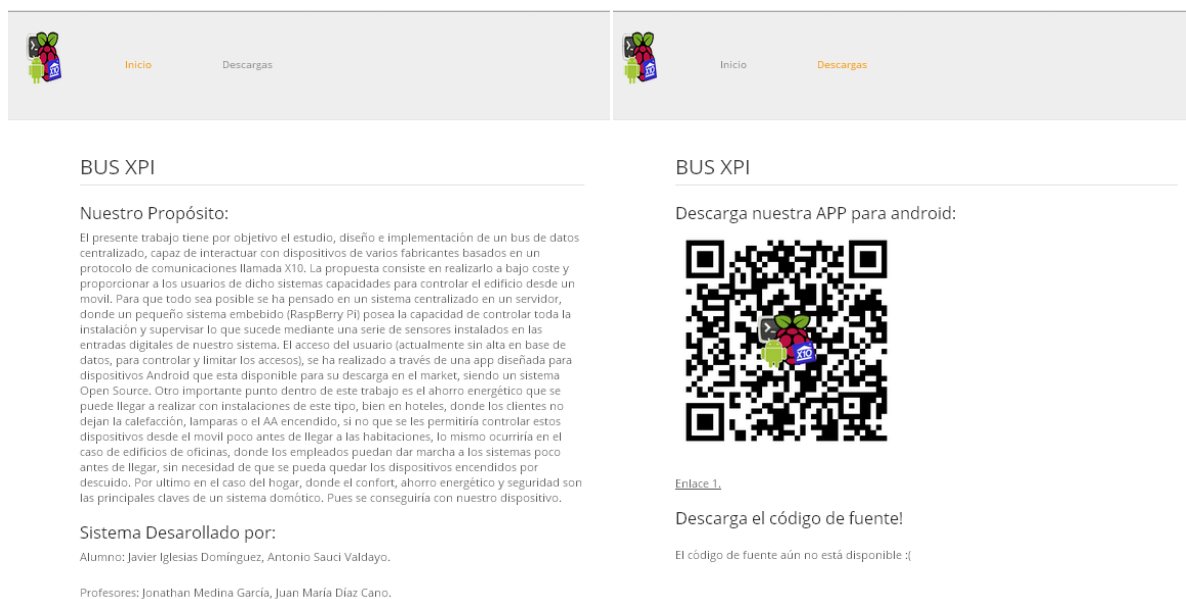 Inicio
Descargas
BUS XPI
Nuestro Propósito:
El presente trabajo tiene por objetivo el estudio, diseño e implementación de un bus de datos
centralizado, capaz de interactuar con dispositivos de varios fabricantes basados en un
protocolo de comunicaciones llamada X10. La propuesta consiste en realizarlo a bajo coste y
proporcionar a los usuarios de dicho sistemas capacidades para controlar el edificio desde un
movil. Para que todo sea posible se ha pensado en un sistema centralizado en un servidor,
donde un pequeño sistema embebido (RaspBerry Pi) posea la capacidad de controlar toda la
instalación y supervisar lo que sucede mediante una serie de sensores instalados en las
entradas digitales de nuestro sistema. El acceso del usuario (actualmente sin alta en base de
datos, para controlar y limitar los accesos), se ha realizado a través de una app diseñada para
dispositivos Android que esta disponible para su descarga en el market, siendo un sistema
Open Source. Otro importante punto dentro de este trabajo es el ahorro energético que se
puede llegar a realizar con instalaciones de este tipo, bien en hoteles, donde los clientes no
dejan la calefacción, lamparas o el AA encendido, si no que se les permitiría controlar estos
dispositivos desde el movil poco antes de llegar a las habitaciones, lo mismo ocurriría en el
caso de edificios de oficinas, donde los empleados puedan dar marcha a los sistemas poco
antes de llegar, sin necesidad de que se pueda quedar los dispositivos encendidos por
descuido. Por ultimo en el caso del hogar, donde el confort, ahorro energético y seguridad son
las principales claves de un sistema domótico. Pues se conseguiría con nuestro dispositivo.
Sistema Desarollado por:
Alumno: Javier Iglesias Domínguez, Antonio Sauci Valdayo.
Profesores: Jonathan Medina García, Juan María Díaz Cano.
X10
Inicio
Descargas
BUS XPI
Descarga nuestra APP para android:
X10
Enlace 1.
Descarga el código de fuente!
El código de fuente aún no está disponible :(
X10